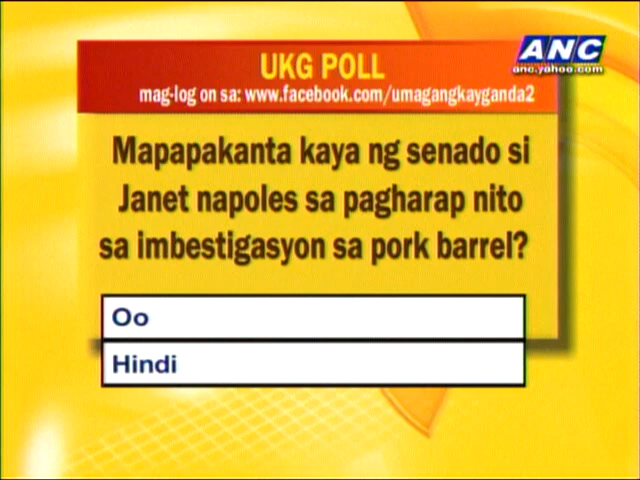 ANC
anc.yahoo.com
UKG POLL
mag-log on sa: www.facebook.com/umagangkayganda2
Mapapakanta kaya ng senado si
Janet napoles sa pagharap nito
sa imbestigasyon sa pork barrel?
Oo
Hindi